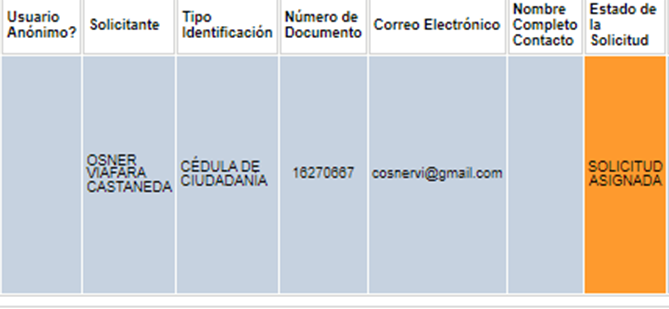 Usuario
Anónimo?
Solicitante
Tipo
Identificación
Número de
Documento
Correo Electrónico
Nombre
Completo
Contacto
Estado de
la
Solicitud
OSNER
VIAFARA
CASTANEDA
CÉDULA DE
CIUDADANIA
16270667
cosnervi@gmail.com
SOLICITUD
ASIGNADA